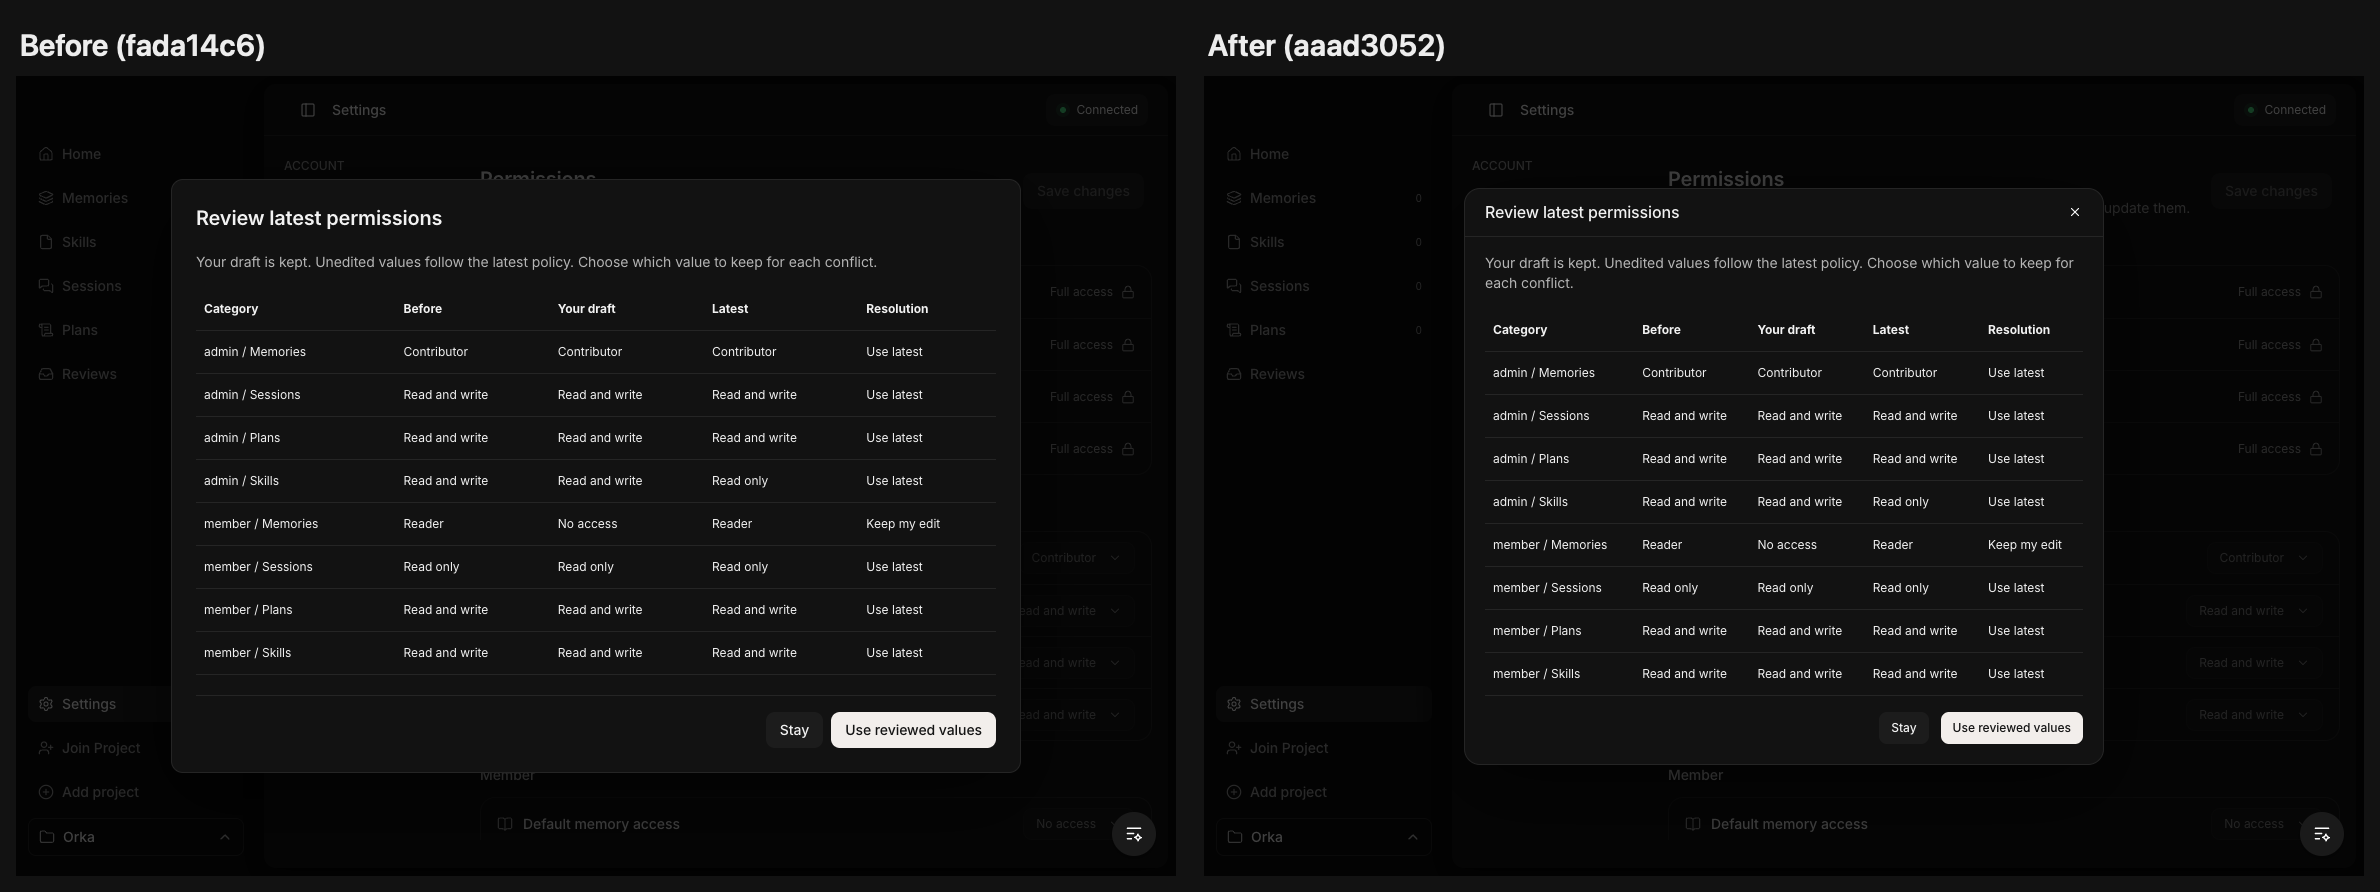 Before (fada14c6)
Settings
Connected
Home
Memories
Skills
Sessions
Plans
Reviews
Settings
Join Project
Add project
Orka
ACCOUNT
Permissions
Save changes
Full access
Full access
Full access
Full access
Contributor
Read and write
ead and write
ead and write
Member
Default memory access
No access
Review latest permissions
Your draft is kept. Unedited values follow the latest policy. Choose which value to keep for each conflict.
Category Before Your draft Latest Resolution
admin / Memories Contributor Contributor Contributor Use latest
admin / Sessions Read and write Read and write Read and write Use latest
admin / Plans Read and write Read and write Read and write Use latest
admin / Skills Read and write Read and write Read only Use latest
member / Memories Reader No access Reader Keep my edit
member / Sessions Read only Read only Read only Use latest
member / Plans Read and write Read and write Read and write Use latest
member / Skills Read and write Read and write Read and write Use latest
Stay Use reviewed values
After (aaad3052)
Settings
Connected
Home
Memories 0
Skills 0
Sessions 0
Plans 0
Reviews
Settings
Join Project
Add project
Orka
ACCOUNT
Permissions
Save changes
update them.
Full access
Full access
Full access
Full access
Contributor
Read and write
Read and write
Read and write
Member
Default memory access
No access
Review latest permissions
Your draft is kept. Unedited values follow the latest policy. Choose which value to keep for
each conflict.
Category Before Your draft Latest Resolution
admin / Memories Contributor Contributor Contributor Use latest
admin / Sessions Read and write Read and write Read and write Use latest
admin / Plans Read and write Read and write Read and write Use latest
admin / Skills Read and write Read and write Read only Use latest
member / Memories Reader No access Reader Keep my edit
member / Sessions Read only Read only Read only Use latest
member / Plans Read and write Read and write Read and write Use latest
member / Skills Read and write Read and write Read and write Use latest
Stay Use reviewed values